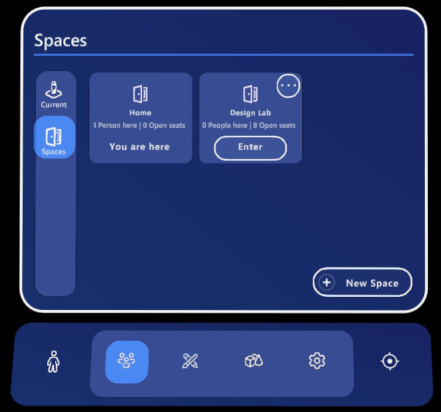 Spaces
Current
Spaces
Home
1 Person here | 0 Open seats
You are here
Design Lab
0 People here | 8 Open seats
Enter
New Space